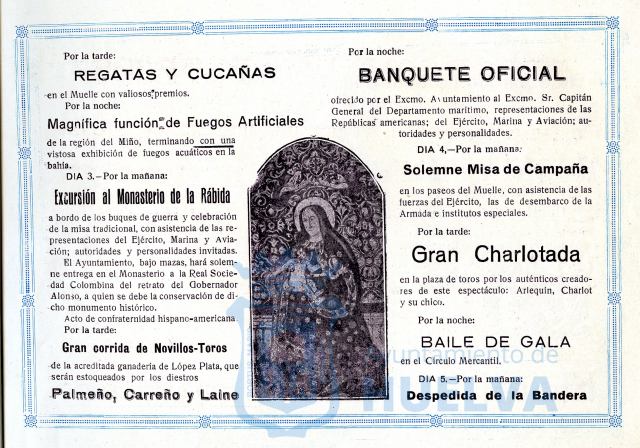 Por la tarde:
REGATAS Y CUCAÑAS
en el Muelle con valiosos premios.
Por la noche:
Magnífica función de Fuegos Artificiales
de la región del Miño, terminando con una
vistosa exhibición de fuegos acuáticos en la
bahía.
DIA 3.—Por la mañana:
Excursión al Monasterio de la Rábida
a bordo de los buques de guerra y celebración
de la misa tradicional, con asistencia de las re-
presentaciones del Ejército, Marina y Avia-
ción; autoridades y personalidades invitadas.
El Ayuntamiento, bajo mazas, hará solem-
ne entrega en el Monasterio a la Real Socie-
dad Colombina del retrato del Gobernador
Alonso, a quien se debe la conservación de di-
cho monumento histórico.
Acto de confraternidad hispano-americana
Por la tarde:
Gran corrida de Novillos-Toros
de la acreditada ganadería de López Plata, que
serán estoqueados por los diestros
Palmeño, Carreño y Laine
Por la noche:
BANQUETE OFICIAL
ofrecido por el Excmo. Ayuntamiento al Excmo. Sr. Capitán
General del Departamento marítimo, representaciones de las
Repúblicas americanas; del Ejército, Marina y Aviación; au-
toridades y personalidades.
DIA 4,—Por la mañana:
Solemne Misa de Campaña
en los paseos del Muelle, con asistencia de las
fuerzas del Ejército, las de desembarco de la
Armada e institutos especiales.
Por la tarde:
Gran Charlotada
en la plaza de toros por los auténticos creado-
res de este espectáculo: Arlequin, Charlot
y su chico.
Por la noche:
BAILE DE GALA
en el Círculo Mercantil.
DIA 5.—Por la mañana:
Despedida de la Bandera
Ayuntamiento de
HUELVA